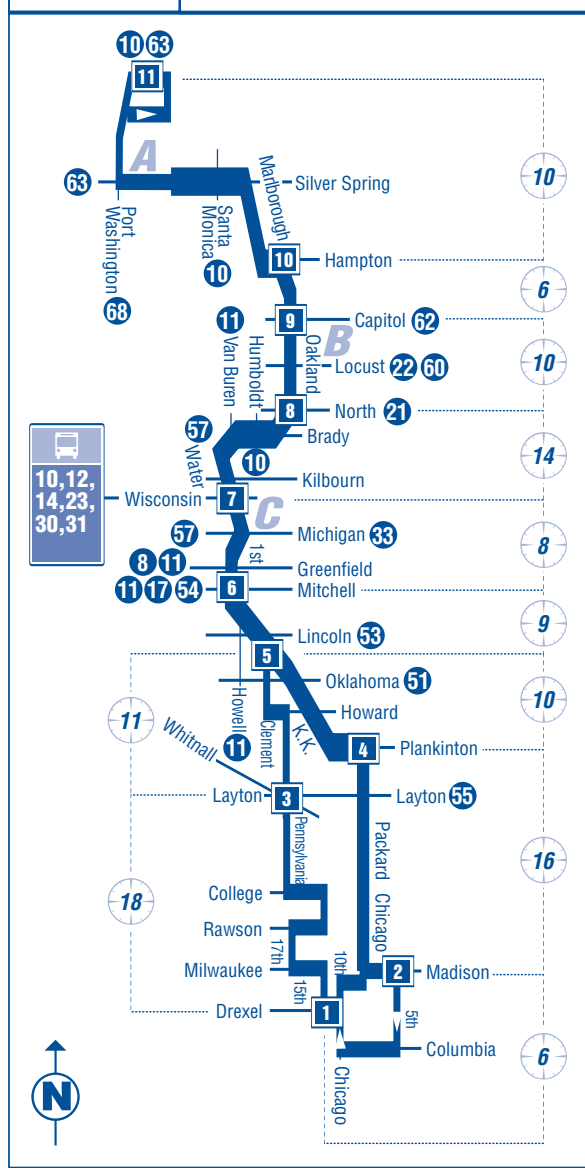 10 63
11
A
63
Silver Spring
Marlborough
Port Washington 68
Santa Monica 10
10
10
Hampton
6
11
9
Capitol 62
B
Humboldt
Van Buren
Oakland
Locust 22 60
10
8
North 21
57
Water
Brady
10
14
10,12,
14,23,
30,31
Kilbourn
Wisconsin
7
C
57
Michigan 33
1st
8
8 11
Greenfield
11 17 54
6
Mitchell
9
Lincoln 53
5
Oklahoma 51
10
11
Howell 11
Clement
K.K.
Howard
Whitnall
4
Plankinton
Layton
3
Layton 55
Pennsylvania
Packard
Chicago
16
18
College
Rawson
17th
10th
Milwaukee
15th
2
Madison
Drexel
1
5th
Columbia
6
Chicago
N